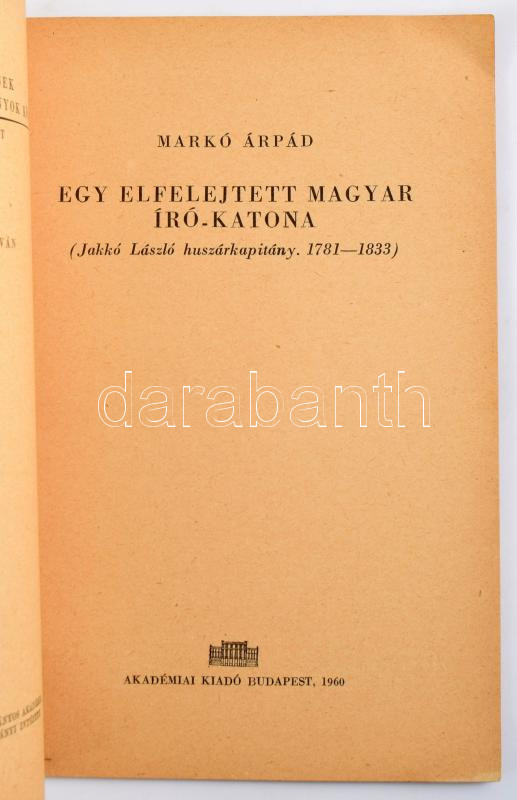 MARKÓ ÁRPÁD
EGY ELFELEJTETT MAGYAR
ÍRÓ-KATONA
(Jakkó László huszárkapitány. 1781—1833)
darabanth
AKADÉMIAI KIADÓ BUDAPEST, 1960